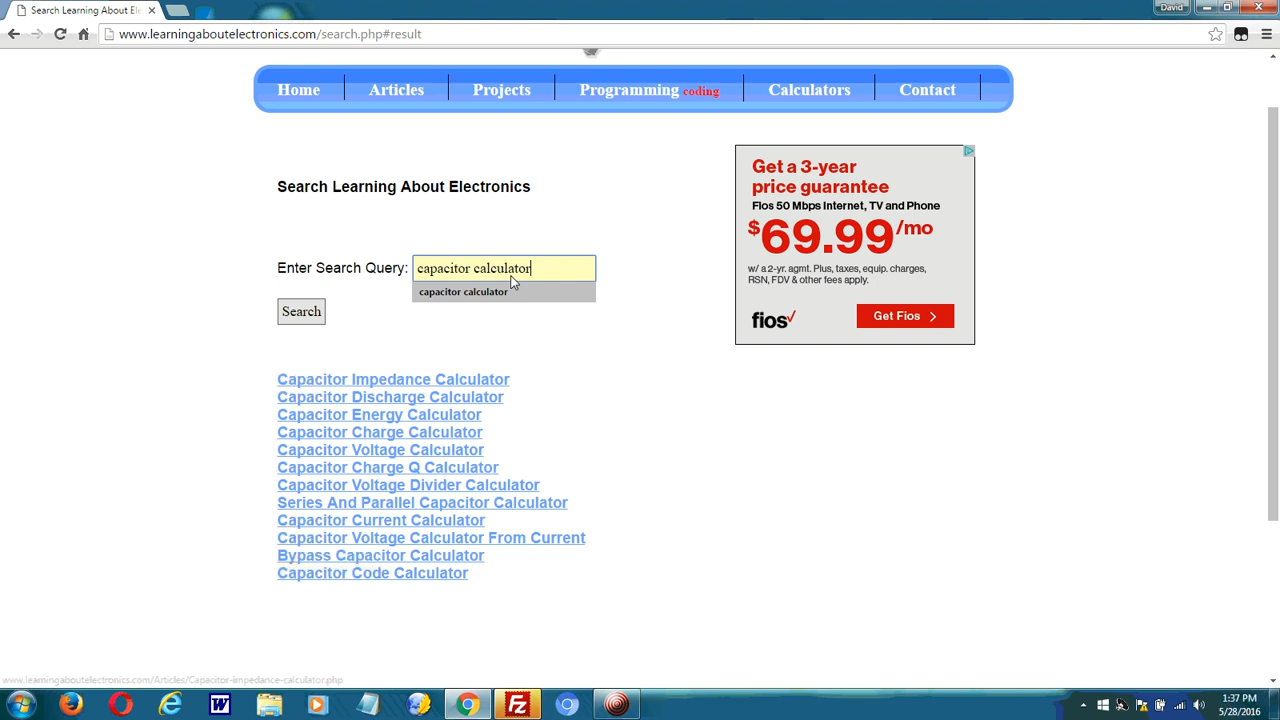 Search Learning About El
David
www.learningaboutelectronics.com/search.php#result
Home Articles Projects Programming coding Calculators Contact
Search Learning About Electronics
Enter Search Query: capacitor calculator
capacitor calculator
Search
Capacitor Impedance Calculator
Capacitor Discharge Calculator
Capacitor Energy Calculator
Capacitor Charge Calculator
Capacitor Voltage Calculator
Capacitor Charge Q Calculator
Capacitor Voltage Divider Calculator
Series And Parallel Capacitor Calculator
Capacitor Current Calculator
Capacitor Voltage Calculator From Current
Bypass Capacitor Calculator
Capacitor Code Calculator
Get a 3-year
price guarantee
Fios 50 Mbps Internet, TV and Phone
$69.99/mo
w/ a 2-yr. agmt. Plus, taxes, equip. charges,
RSN, FDV & other fees apply.
fios
Get Fios
www.learningaboutelectronics.com/Articles/Capacitor-impedance-calculator.php
W
Fz
1:37 PM
5/28/2016